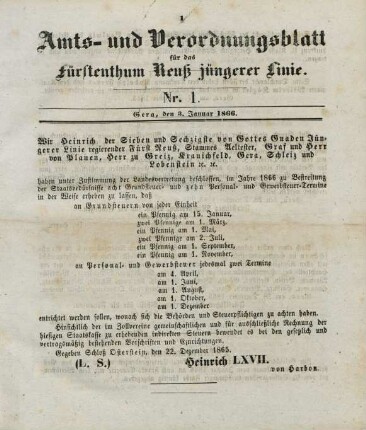 1
Amts- und Verordnungsblatt
für das
Fürstenthum Reuß jüngerer Linie.
Nr. 1.
Gera, den 3. Januar 1866.
Wir Heinrich der Sieben und Sechzigste von Gottes Gnaden Jün-
gerer Linie regierender Fürst Reuß, Stammes Aeltester, Graf und Herr
von Plauen, Herr zu Greiz, Kranichfeld, Gera, Schleiz und
Lobenstein ꝛc. ꝛc.
haben unter Zustimmung der Landesvertretung beschlossen, im Jahre 1866 zu Bestreitung
der Staatsbedürfnisse acht Grundsteuer- und zehn Personal- und Gewerbsteuer-Termine
in der Weise erheben zu lassen, daß
an Grundsteuern von jeder Einheit
ein Pfennig am 15. Januar,
zwei Pfennige am 1. März,
ein Pfennig am 1. Mai,
zwei Pfennige am 2. Juli,
ein Pfennig am 1. September,
ein Pfennig am 1. November,
an Personal- und Gewerbsteuer jedesmal zwei Termine
am 4. April,
am 1. Juni,
am 1. August,
am 1. Oktober,
am 1. Dezember
entrichtet werden sollen, wonach sich die Behörden und Steuerpflichtigen zu achten haben.
Hinsichtlich der im Zollverein gemeinschaftlichen und für ausschließliche Rechnung der
hiesigen Staatskasse zu erhebenden indirekten Steuern bewendet es bei den gesetzlich und
vertragsmäßig bestehenden Vorschriften und Einrichtungen.
Gegeben Schloß Osterstein, den 22. Dezember 1865.
(L. S.) Heinrich LXVII.
von Harbou.